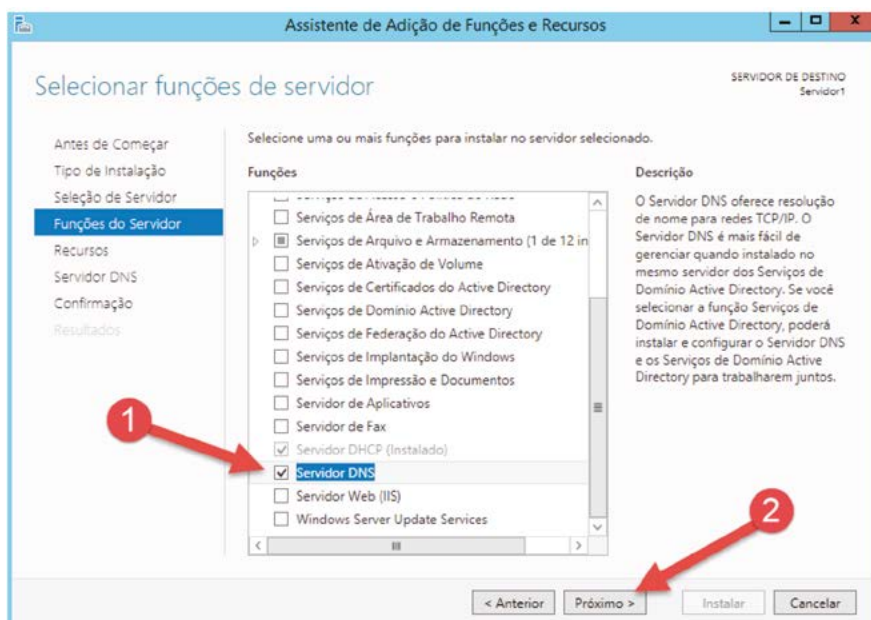 Assistente de Adição de Funções e Recursos
Selecionar funções de servidor
SERVIDOR DE DESTINO
Servidor1
Antes de Começar
Tipo de Instalação
Seleção de Servidor
Funções do Servidor
Recursos
Servidor DNS
Confirmação
Resultados
Selecione uma ou mais funções para instalar no servidor selecionado.
Funções
Serviços de Área de Trabalho Remota
Serviços de Arquivo e Armazenamento (1 de 12 in
Serviços de Ativação de Volume
Serviços de Certificados do Active Directory
Serviços de Domínio Active Directory
Serviços de Federação do Active Directory
Serviços de Implantação do Windows
Serviços de Impressão e Documentos
Servidor de Aplicativos
Servidor de Fax
Servidor DHCP (Instalado)
Servidor DNS
Servidor Web (IIS)
Windows Server Update Services
Descrição
O Servidor DNS oferece resolução
de nome para redes TCP/IP. O
Servidor DNS é mais fácil de
gerenciar quando instalado no
mesmo servidor dos Serviços de
Domínio Active Directory. Se você
selecionar a função Serviços de
Domínio Active Directory, poderá
instalar e configurar o Servidor DNS
e os Serviços de Domínio Active
Directory para trabalharem juntos.
1
2
< Anterior
Próximo >
Instalar
Cancelar